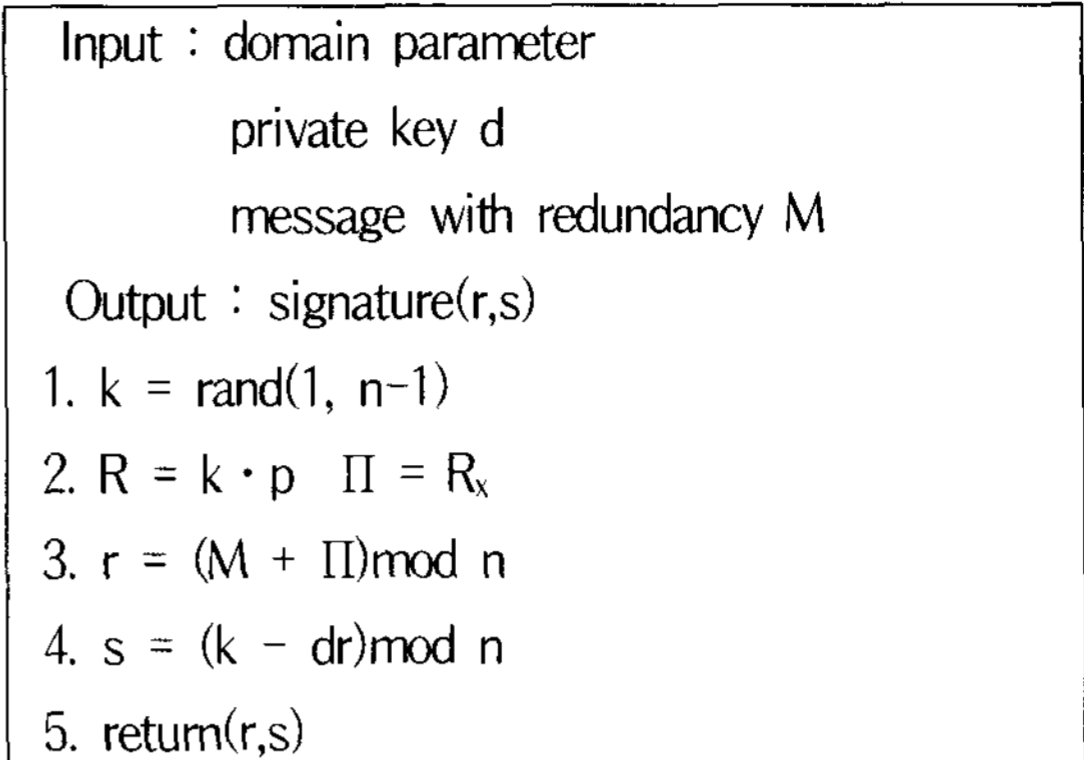 Input : domain parameter
private key d
message with redundancy M
Output : signature(r,s)
1. k = rand(1, n-1)
2. R = k · p Π = Rₓ
3. r = (M + Π)mod n
4. s = (k - dr)mod n
5. return(r,s)